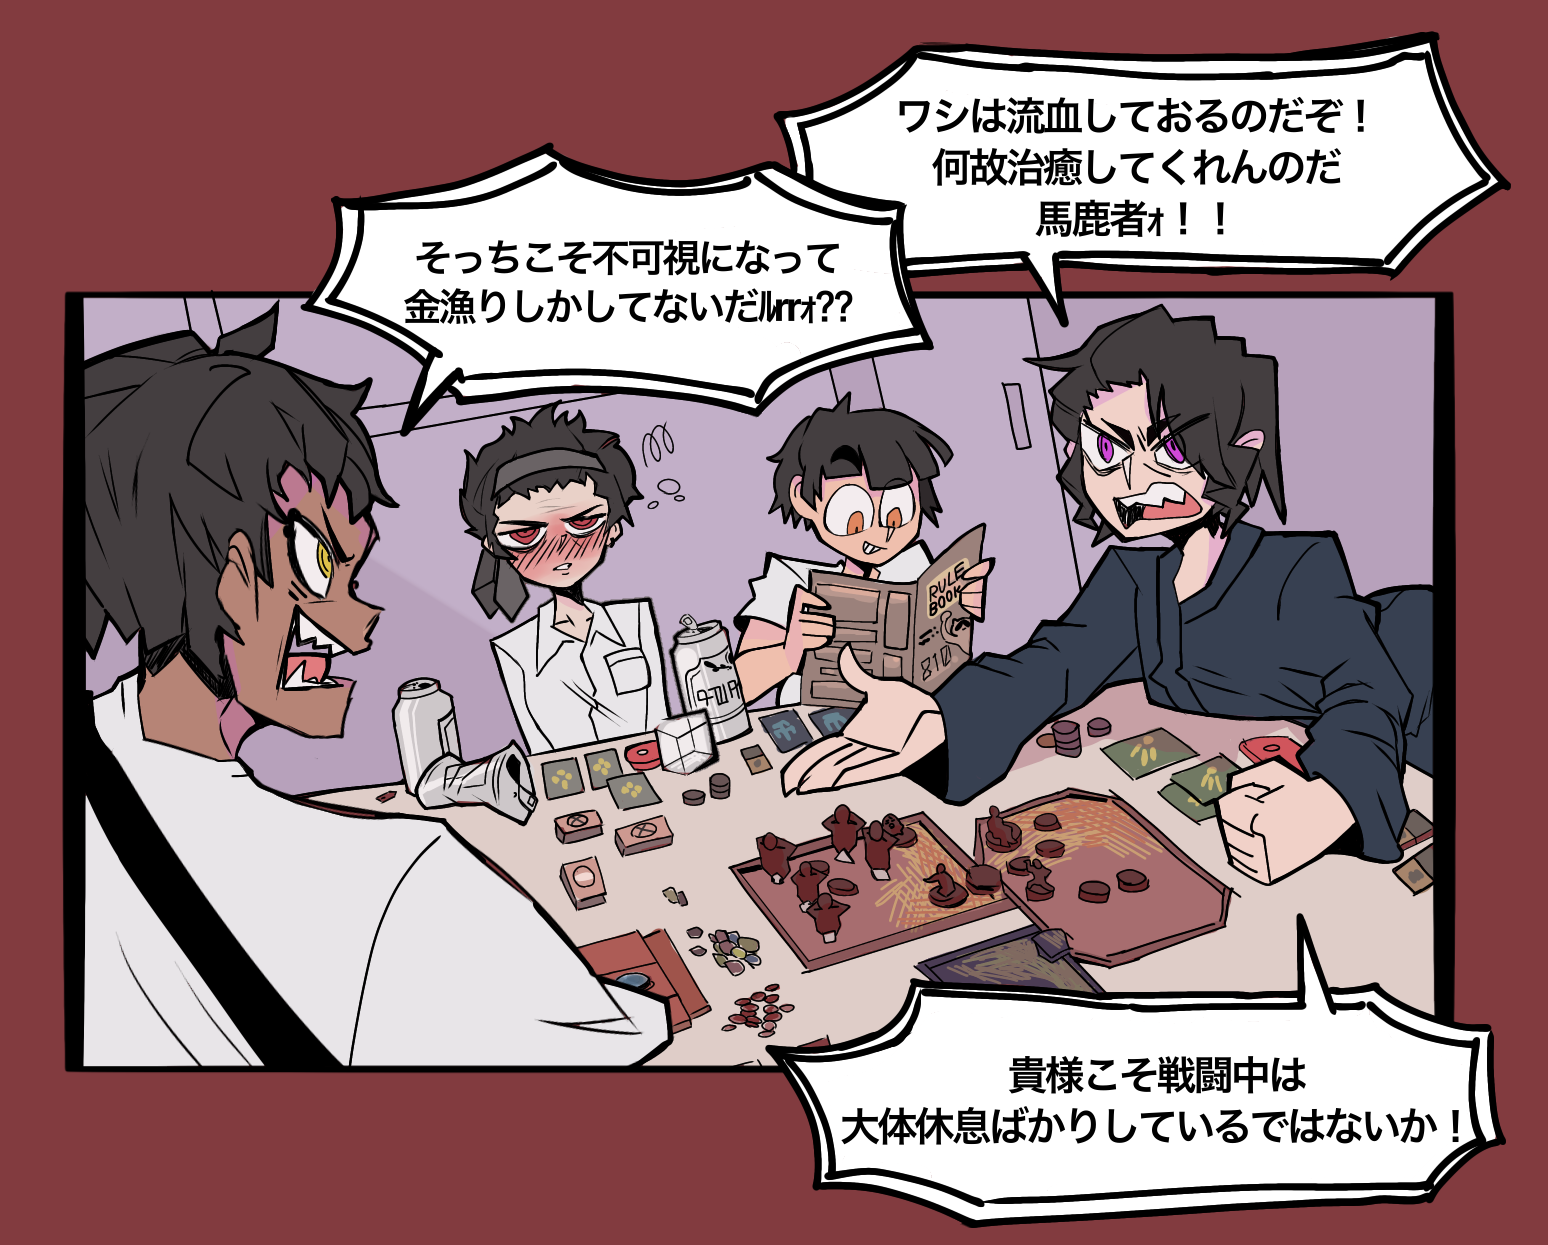 ワシは流血しておるのだぞ！
何故治癒してくれんのだ
馬鹿者ｫ！！
そっちこそ不可視になって
金漁りしかしてないだﾙrrｫ??
RULE
BOOK
貴様こそ戦闘中は
大体休息ばかりしているではないか！